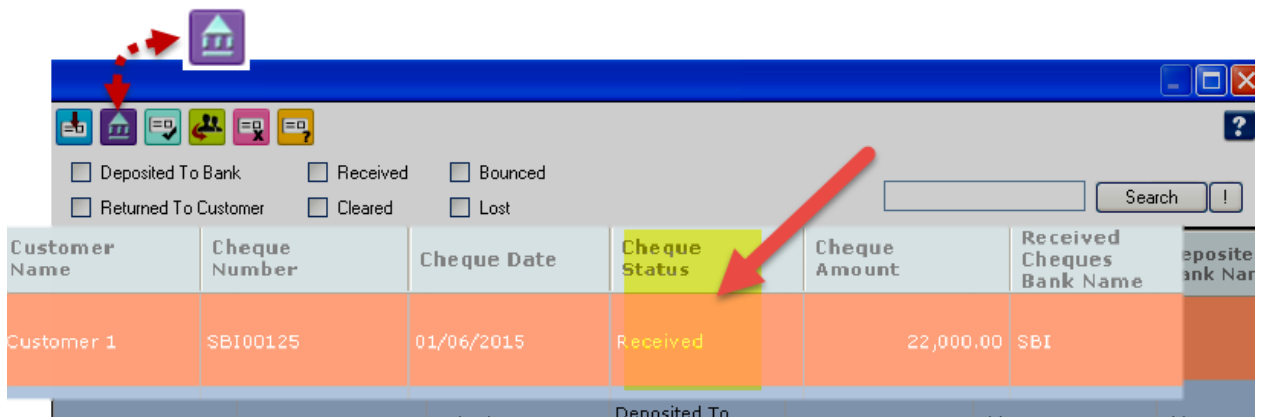 ?
Deposited To Bank Received Bounced
Returned To Customer Cleared Lost
Search !
Customer Name Cheque Number Cheque Date Cheque Status Cheque Amount Received Cheques Bank Name
Customer 1 SBI00125 01/06/2015 Received 22,000.00 SBI
Deposited To